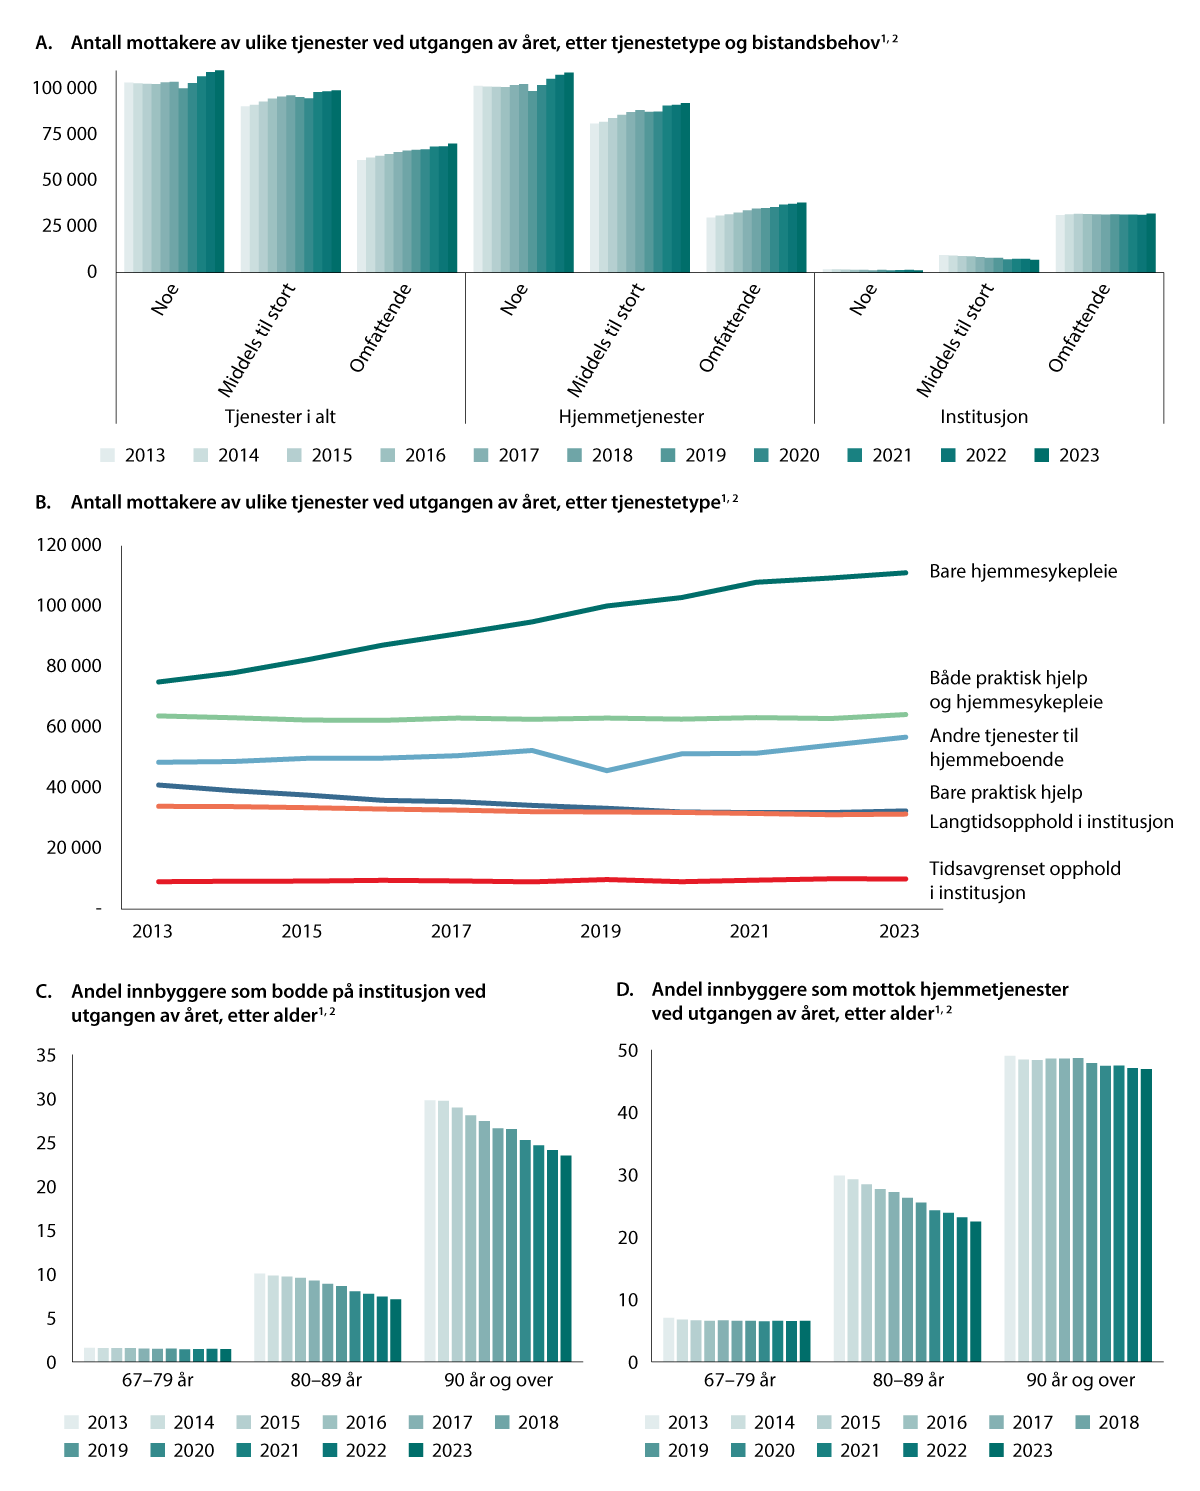 A. Antall mottakere av ulike tjenester ved utgangen av året, etter tjenestetype og bistandsbehov1, 2
100 000
75 000
50 000
25 000
0
Noe
Middels til stort
Omfattende
Noe
Middels til stort
Omfattende
Noe
Middels til stort
Omfattende
Tjenester i alt
Hjemmetjenester
Institusjon
2013 2014 2015 2016 2017 2018 2019 2020 2021 2022 2023
B. Antall mottakere av ulike tjenester ved utgangen av året, etter tjenestetype1, 2
120 000
100 000
80 000
60 000
40 000
20 000
-
Bare hjemmesykepleie
Både praktisk hjelp
og hjemmesykepleie
Andre tjenester til
hjemmeboende
Bare praktisk hjelp
Langtidsopphold i institusjon
Tidsavgrenset opphold
i institusjon
2013 2015 2017 2019 2021 2023
C. Andel innbyggere som bodde på institusjon ved
utgangen av året, etter alder1, 2
35
30
25
20
15
10
5
0
67–79 år 80–89 år 90 år og over
2013 2014 2015 2016 2017 2018
2019 2020 2021 2022 2023
D. Andel innbyggere som mottok hjemmetjenester
ved utgangen av året, etter alder1, 2
50
40
30
20
10
0
67–79 år 80–89 år 90 år og over
2013 2014 2015 2016 2017 2018
2019 2020 2021 2022 2023